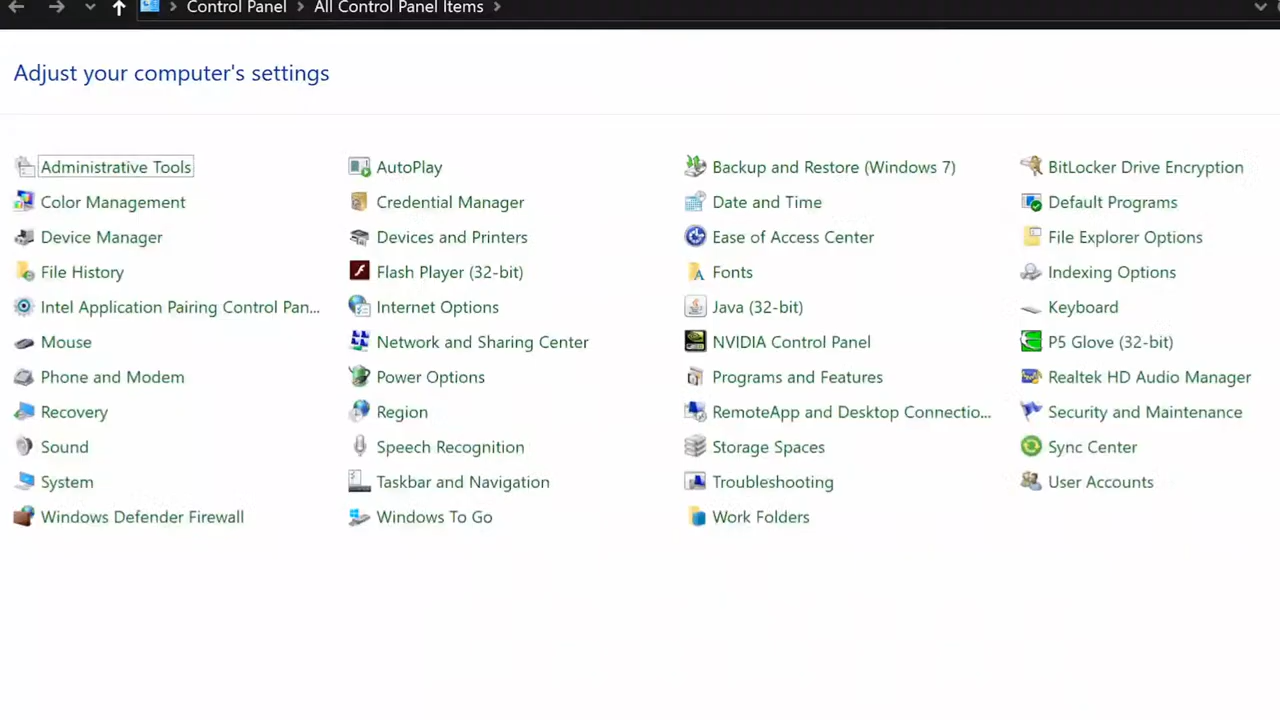 Control Panel > All Control Panel Items >
Adjust your computer's settings
Administrative Tools
AutoPlay
Backup and Restore (Windows 7)
BitLocker Drive Encryption
Color Management
Credential Manager
Date and Time
Default Programs
Device Manager
Devices and Printers
Ease of Access Center
File Explorer Options
File History
Flash Player (32-bit)
Fonts
Indexing Options
Intel Application Pairing Control Pan...
Internet Options
Java (32-bit)
Keyboard
Mouse
Network and Sharing Center
NVIDIA Control Panel
P5 Glove (32-bit)
Phone and Modem
Power Options
Programs and Features
Realtek HD Audio Manager
Recovery
Region
RemoteApp and Desktop Connectio...
Security and Maintenance
Sound
Speech Recognition
Storage Spaces
Sync Center
System
Taskbar and Navigation
Troubleshooting
User Accounts
Windows Defender Firewall
Windows To Go
Work Folders